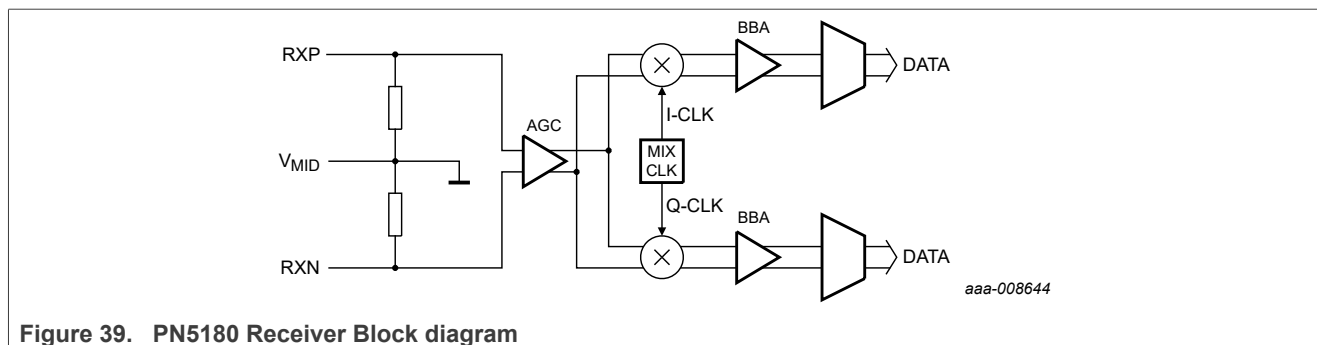 RXP
V_MID
RXN
AGC
I-CLK
MIX
CLK
Q-CLK
BBA
DATA
BBA
DATA
aaa-008644
Figure 39. PN5180 Receiver Block diagram